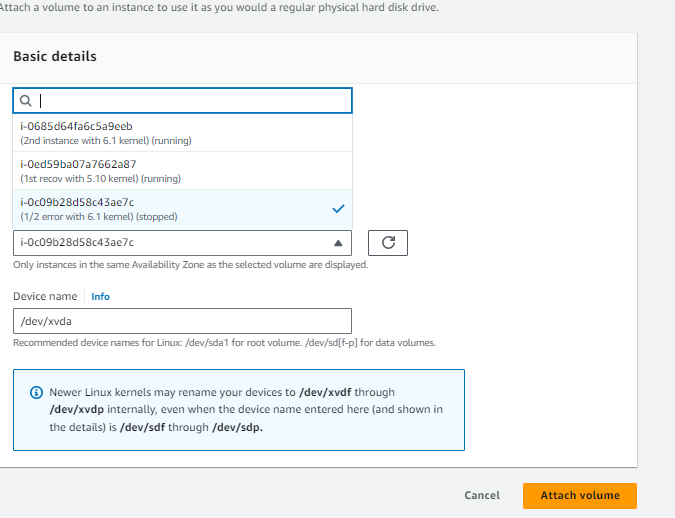 Attach a volume to an instance to use it as you would a regular physical hard disk drive.
Basic details
i-0685d64fa6c5a9eeb
(2nd instance with 6.1 kernel) (running)
i-0ed59ba07a7662a87
(1st recov with 5.10 kernel) (running)
i-0c09b28d58c43ae7c
(1/2 error with 6.1 kernel) (stopped)
i-0c09b28d58c43ae7c
Only instances in the same Availability Zone as the selected volume are displayed.
Device name Info
/dev/xvda
Recommended device names for Linux: /dev/sda1 for root volume. /dev/sd[f-p] for data volumes.
Newer Linux kernels may rename your devices to /dev/xvdf through
/dev/xvdp internally, even when the device name entered here (and shown in
the details) is /dev/sdf through /dev/sdp.
Cancel Attach volume